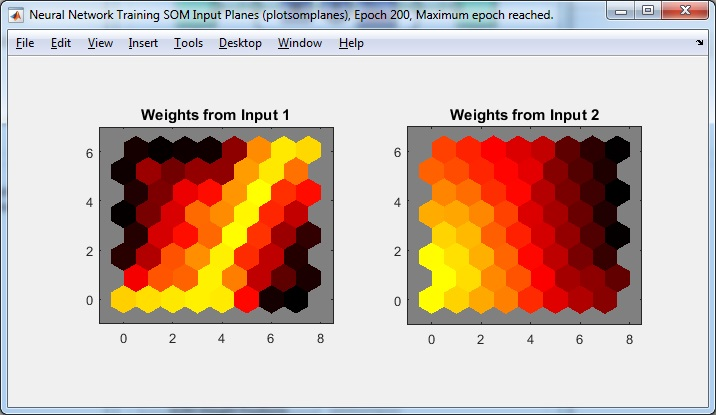 Neural Network Training SOM Input Planes (plotsomplanes), Epoch 200, Maximum epoch reached.
File Edit View Insert Tools Desktop Window Help
Weights from Input 1
6
4
2
0
0 2 4 6 8
Weights from Input 2
6
4
2
0
0 2 4 6 8